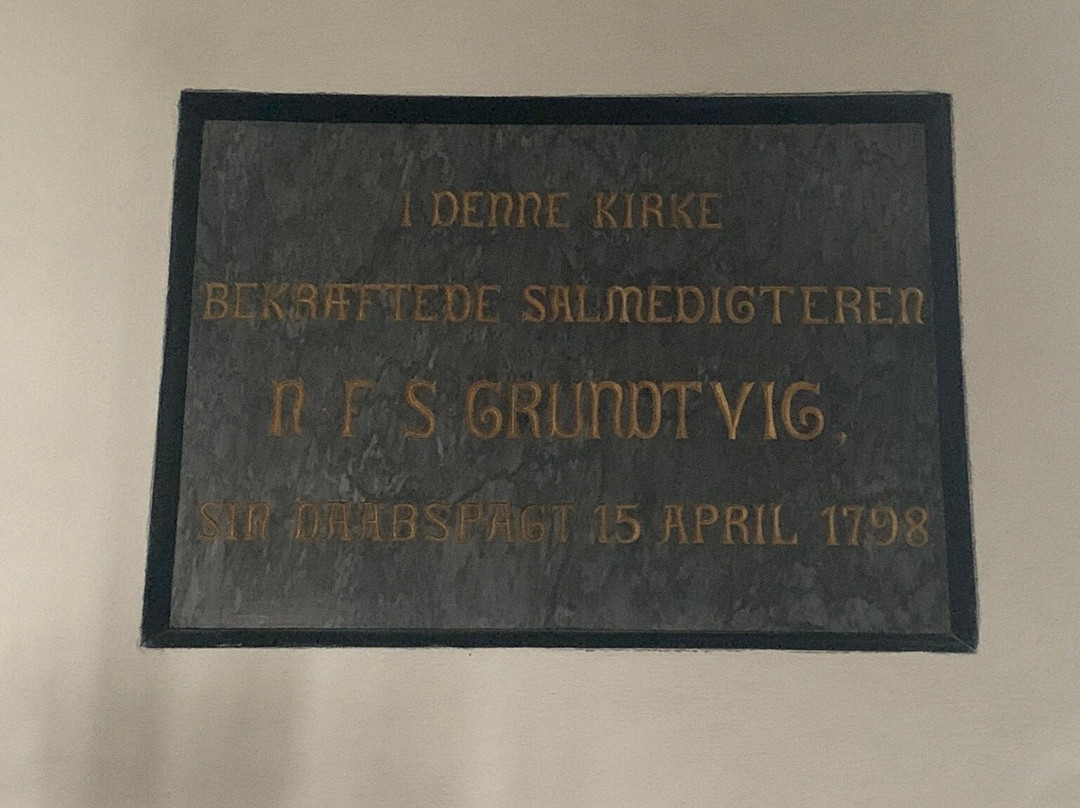 I DENNE KIRKE
BEKRÆFTEDE SALMEDIGTEREN
N F S GRUNDTVIG,
SIN DAABSPAGT 15 APRIL 1798